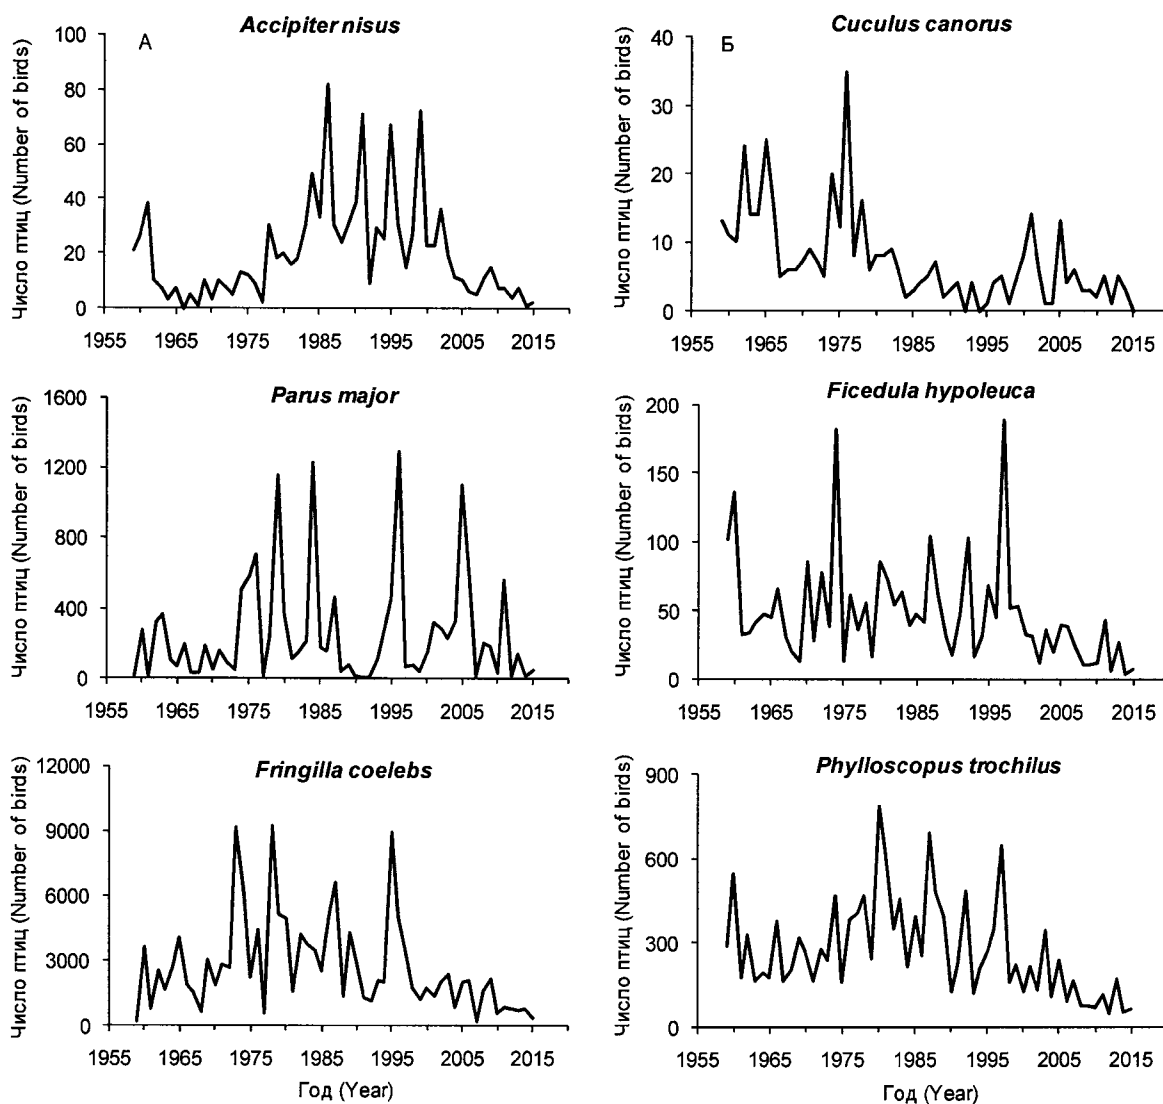 Accipiter nisus
А
Число птиц (Number of birds)
100
80
60
40
20
0
1955 1965 1975 1985 1995 2005 2015
Cuculus canorus
Б
Число птиц (Number of birds)
40
30
20
10
0
1955 1965 1975 1985 1995 2005 2015
Parus major
Число птиц (Number of birds)
1600
1200
800
400
0
1955 1965 1975 1985 1995 2005 2015
Ficedula hypoleuca
Число птиц (Number of birds)
200
150
100
50
0
1955 1965 1975 1985 1995 2005 2015
Fringilla coelebs
Число птиц (Number of birds)
12000
9000
6000
3000
0
1955 1965 1975 1985 1995 2005 2015
Год (Year)
Phylloscopus trochilus
Число птиц (Number of birds)
900
600
300
0
1955 1965 1975 1985 1995 2005 2015
Год (Year)